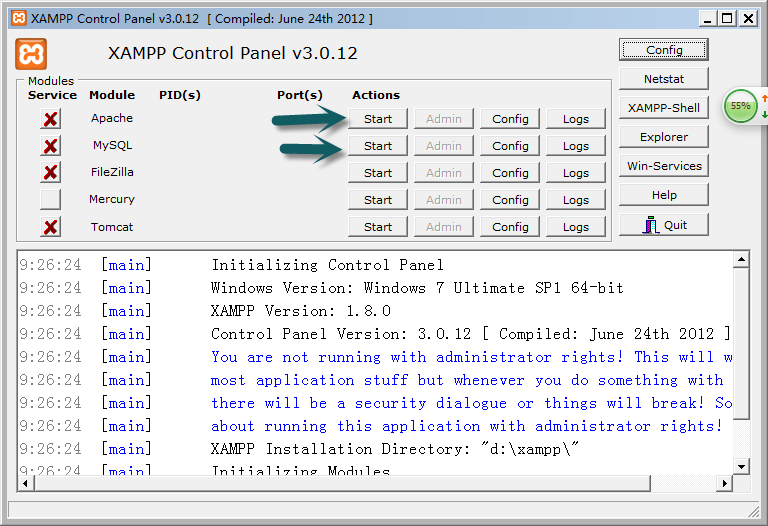 XAMPP Control Panel v3.0.12 [ Compiled: June 24th 2012 ]
XAMPP Control Panel v3.0.12
Modules
Service Module PID(s) Port(s) Actions
Apache Start Admin Config Logs
MySQL Start Admin Config Logs
FileZilla Start Admin Config Logs
Mercury Start Admin Config Logs
Tomcat Start Admin Config Logs
Config
Netstat
XAMPP-Shell
Explorer
Win-Services
Help
Quit
55%
9:26:24 [main] Initializing Control Panel
9:26:24 [main] Windows Version: Windows 7 Ultimate SP1 64-bit
9:26:24 [main] XAMPP Version: 1.8.0
9:26:24 [main] Control Panel Version: 3.0.12 [ Compiled: June 24th 2012 ]
9:26:24 [main] You are not running with administrator rights! This will w
9:26:24 [main] most application stuff but whenever you do something with
9:26:24 [main] there will be a security dialogue or things will break! So
9:26:24 [main] about running this application with administrator rights!
9:26:24 [main] XAMPP Installation Directory: "d:\xampp\"
9:26:24 [main] Initializing Modules